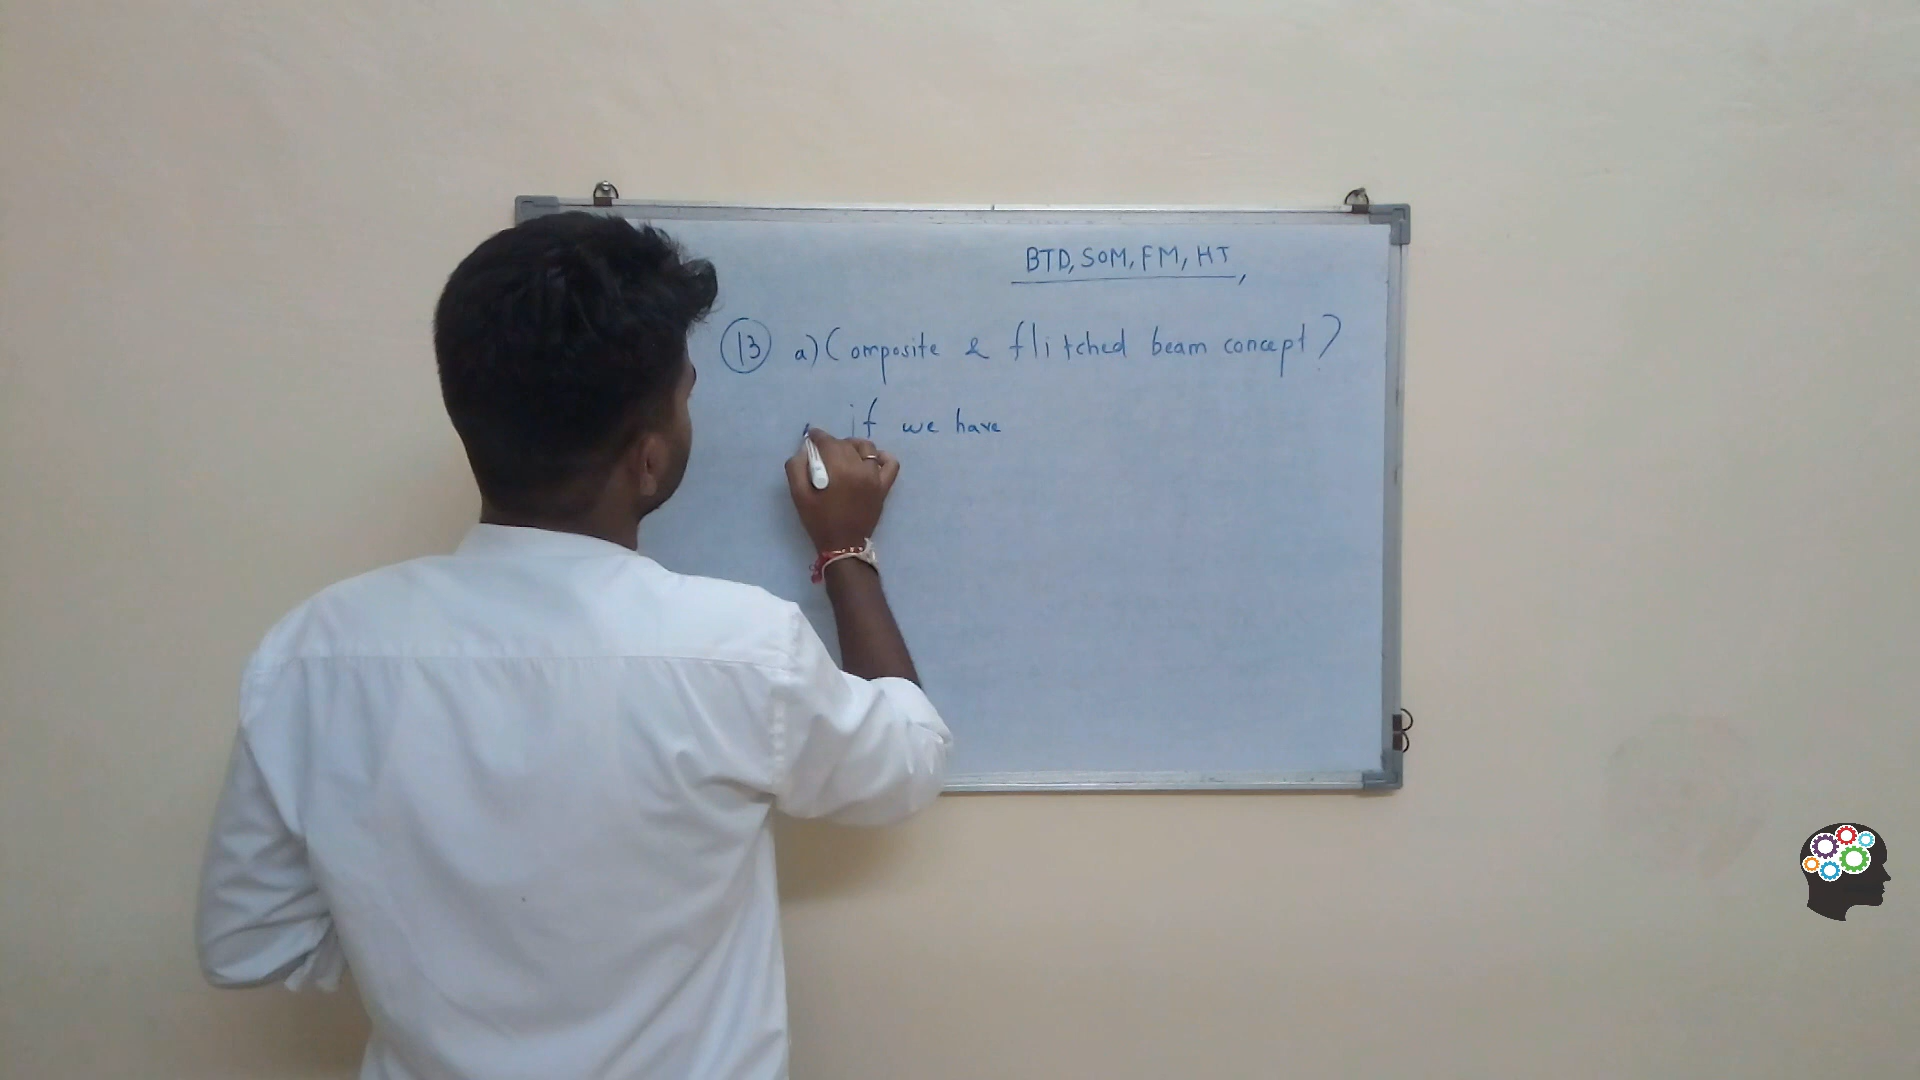 BTD, SOM, FM, HT,
13 a) Composite & flitched beam concept?
if we have